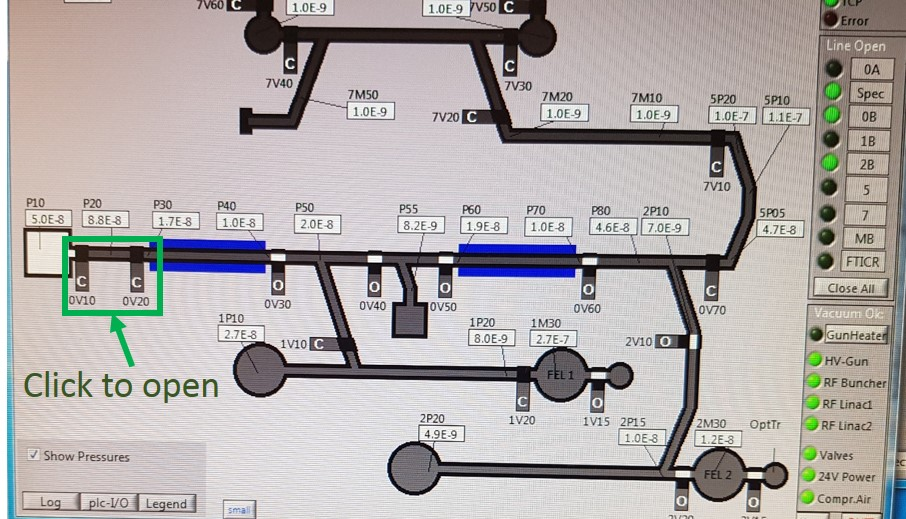 7V60 C
1.0E-9
1.0E-9
7V50 C
TCP
Error
Line Open
0A
Spec
0B
1B
2B
5
7
MB
FTICR
Close All
C
7V40
C
7V30
7M50
1.0E-9
7V20 C
7M20
1.0E-9
7M10
1.0E-9
5P20
1.0E-7
5P10
1.1E-7
C
7V10
P10
5.0E-8
P20
8.8E-8
P30
1.7E-8
P40
1.0E-8
P50
2.0E-8
P55
8.2E-9
P60
1.9E-8
P70
1.0E-8
P80
4.6E-8
2P10
7.0E-9
5P05
4.7E-8
C
0V10
C
0V20
O
0V30
O
0V40
O
0V50
O
0V60
C
0V70
Vacuum Ok:
GunHeater
HV-Gun
RF Buncher
RF Linac1
RF Linac2
Valves
24V Power
Compr.Air
1P10
2.7E-8
1V10 C
1P20
8.0E-9
1M30
2.7E-7
2V10 O
FEL 1
C
1V20
O
1V15
Click to open
2P20
4.9E-9
2P15
1.0E-8
2M30
1.2E-8
OptTr
FEL 2
O
O
Show Pressures
Log
plc-I/O
Legend
small